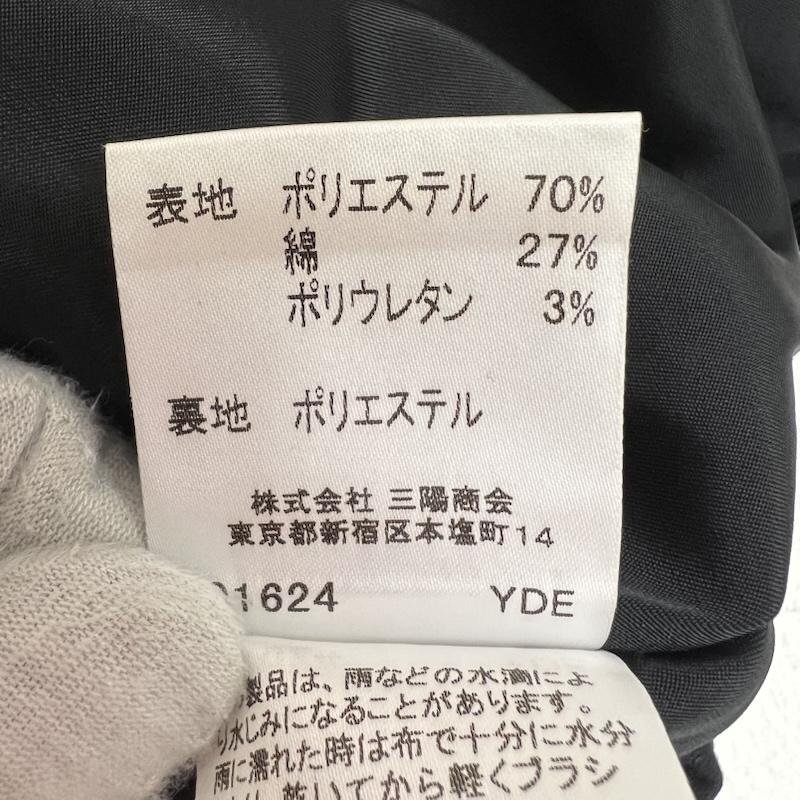 表地 ポリエステル 70%
綿 27%
ポリウレタン 3%
裏地 ポリエステル
株式会社 三陽商会
東京都新宿区本塩町14
1624 YDE
製品は、雨などの水滴によ
り水じみになることがあります。
雨に濡れた時は布で十分に水分
乾いてから軽くブラシ